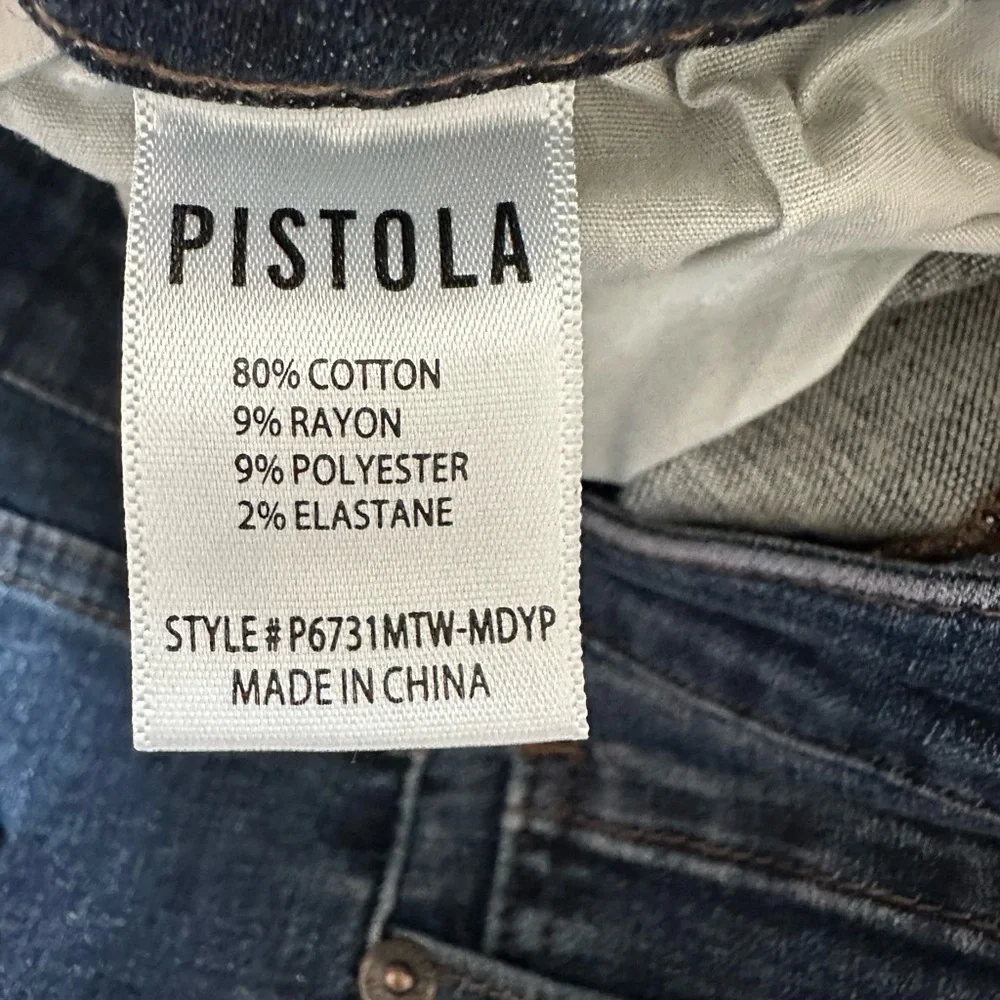 PISTOLA
80% COTTON
9% RAYON
9% POLYESTER
2% ELASTANE
STYLE # P6731MTW-MDYP
MADE IN CHINA